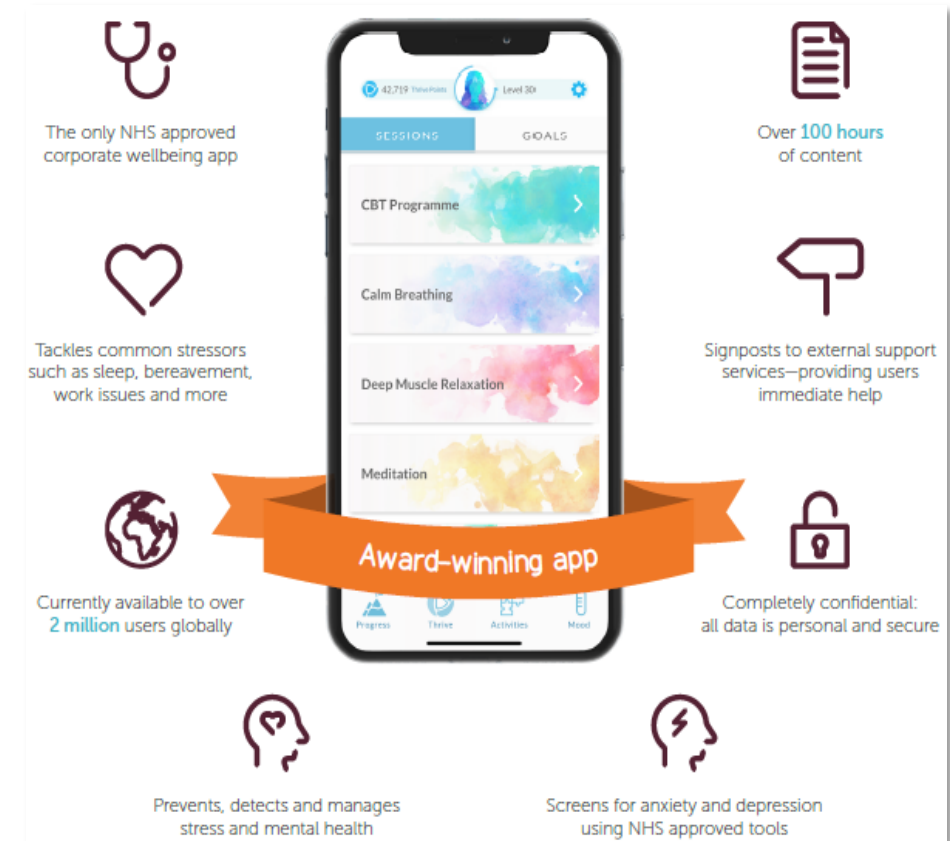 The only NHS approved
corporate wellbeing app
Tackles common stressors
such as sleep, bereavement,
work issues and more
Currently available to over
2 million users globally
42,719 Thrive Points
Level 30
SESSIONS
GOALS
CBT Programme
Calm Breathing
Deep Muscle Relaxation
Meditation
Award-winning app
Progress
Thrive
Activities
Mood
Over 100 hours
of content
Signposts to external support
services—providing users
immediate help
Completely confidential:
all data is personal and secure
Prevents, detects and manages
stress and mental health
Screens for anxiety and depression
using NHS approved tools